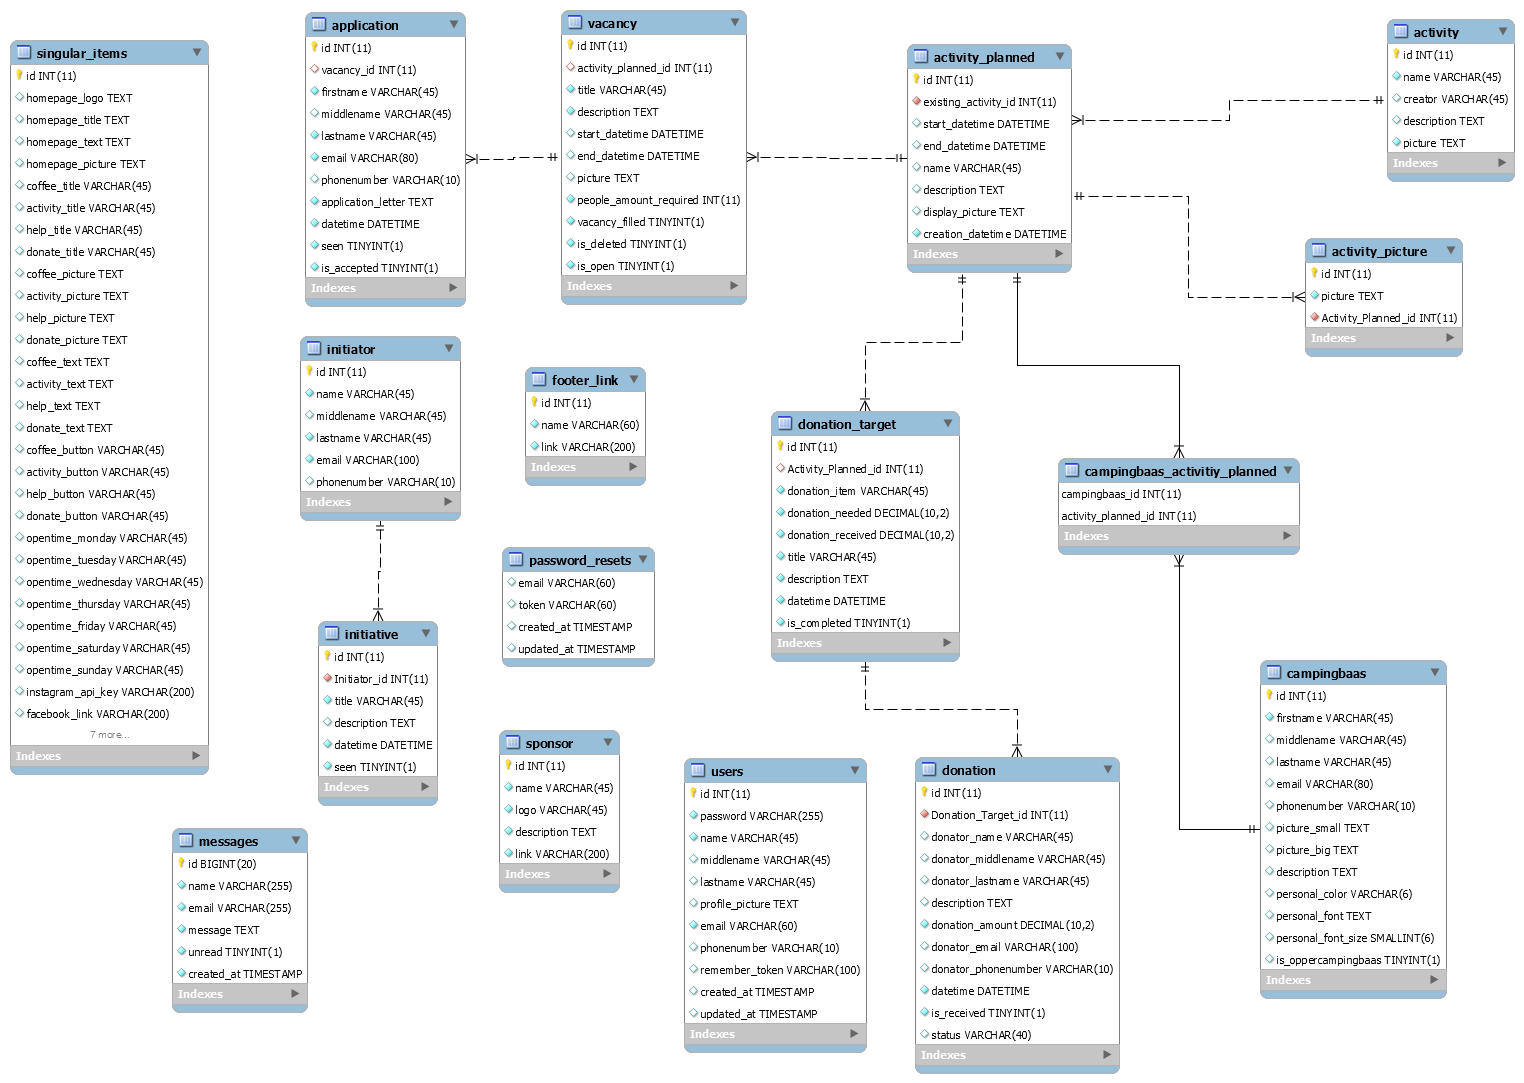 singular_items
id INT(11)
homepage_logo TEXT
homepage_title TEXT
homepage_text TEXT
homepage_picture TEXT
coffee_title VARCHAR(45)
activity_title VARCHAR(45)
help_title VARCHAR(45)
donate_title VARCHAR(45)
coffee_picture TEXT
activity_picture TEXT
help_picture TEXT
donate_picture TEXT
coffee_text TEXT
activity_text TEXT
help_text TEXT
donate_text TEXT
coffee_button VARCHAR(45)
activity_button VARCHAR(45)
help_button VARCHAR(45)
donate_button VARCHAR(45)
opentime_monday VARCHAR(45)
opentime_tuesday VARCHAR(45)
opentime_wednesday VARCHAR(45)
opentime_thursday VARCHAR(45)
opentime_friday VARCHAR(45)
opentime_saturday VARCHAR(45)
opentime_sunday VARCHAR(45)
instagram_api_key VARCHAR(200)
facebook_link VARCHAR(200)
7 more...
Indexes
application
id INT(11)
vacancy_id INT(11)
firstname VARCHAR(45)
middlename VARCHAR(45)
lastname VARCHAR(45)
email VARCHAR(80)
phonenumber VARCHAR(10)
application_letter TEXT
datetime DATETIME
seen TINYINT(1)
is_accepted TINYINT(1)
Indexes
vacancy
id INT(11)
activity_planned_id INT(11)
title VARCHAR(45)
description TEXT
start_datetime DATETIME
end_datetime DATETIME
picture TEXT
people_amount_required INT(11)
vacancy_filled TINYINT(1)
is_deleted TINYINT(1)
is_open TINYINT(1)
Indexes
activity_planned
id INT(11)
existing_activity_id INT(11)
start_datetime DATETIME
end_datetime DATETIME
name VARCHAR(45)
description TEXT
display_picture TEXT
creation_datetime DATETIME
Indexes
activity
id INT(11)
name VARCHAR(45)
creator VARCHAR(45)
description TEXT
picture TEXT
Indexes
activity_picture
id INT(11)
picture TEXT
Activity_Planned_id INT(11)
Indexes
initiator
id INT(11)
name VARCHAR(45)
middlename VARCHAR(45)
lastname VARCHAR(45)
email VARCHAR(100)
phonenumber VARCHAR(10)
Indexes
footer_link
id INT(11)
name VARCHAR(60)
link VARCHAR(200)
Indexes
donation_target
id INT(11)
Activity_Planned_id INT(11)
donation_item VARCHAR(45)
donation_needed DECIMAL(10,2)
donation_received DECIMAL(10,2)
title VARCHAR(45)
description TEXT
datetime DATETIME
is_completed TINYINT(1)
Indexes
campingbaas_activitiy_planned
campingbaas_id INT(11)
activity_planned_id INT(11)
Indexes
password_resets
email VARCHAR(60)
token VARCHAR(60)
created_at TIMESTAMP
updated_at TIMESTAMP
initiative
id INT(11)
Initiator_id INT(11)
title VARCHAR(45)
description TEXT
datetime DATETIME
seen TINYINT(1)
Indexes
campingbaas
id INT(11)
firstname VARCHAR(45)
middlename VARCHAR(45)
lastname VARCHAR(45)
email VARCHAR(80)
phonenumber VARCHAR(10)
picture_small TEXT
picture_big TEXT
description TEXT
personal_color VARCHAR(6)
personal_font TEXT
personal_font_size SMALLINT(6)
is_oppercampingbaas TINYINT(1)
Indexes
sponsor
id INT(11)
name VARCHAR(45)
logo VARCHAR(45)
description TEXT
link VARCHAR(200)
Indexes
users
id INT(11)
password VARCHAR(255)
name VARCHAR(45)
middlename VARCHAR(45)
lastname VARCHAR(45)
profile_picture TEXT
email VARCHAR(60)
phonenumber VARCHAR(10)
remember_token VARCHAR(100)
created_at TIMESTAMP
updated_at TIMESTAMP
Indexes
donation
id INT(11)
Donation_Target_id INT(11)
donator_name VARCHAR(45)
donator_middlename VARCHAR(45)
donator_lastname VARCHAR(45)
description TEXT
donation_amount DECIMAL(10,2)
donator_email VARCHAR(100)
donator_phonenumber VARCHAR(10)
datetime DATETIME
is_received TINYINT(1)
status VARCHAR(40)
Indexes
messages
id BIGINT(20)
name VARCHAR(255)
email VARCHAR(255)
message TEXT
unread TINYINT(1)
created_at TIMESTAMP
Indexes